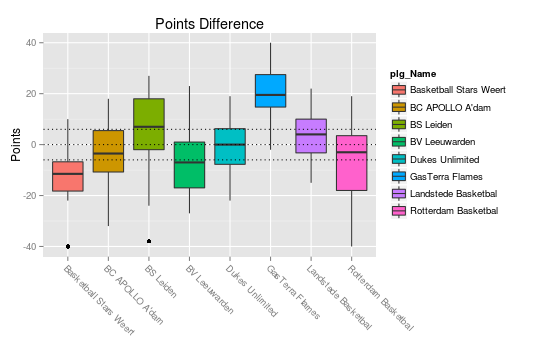 Points Difference
Points
40
20
0
-20
-40
Basketball Stars Weert
BC APOLLO A'dam
BS Leiden
BV Leeuwarden
Dukes Unlimited
GasTerra Flames
Landstede Basketbal
Rotterdam Basketbal
plg_Name
Basketball Stars Weert
BC APOLLO A'dam
BS Leiden
BV Leeuwarden
Dukes Unlimited
GasTerra Flames
Landstede Basketbal
Rotterdam Basketbal